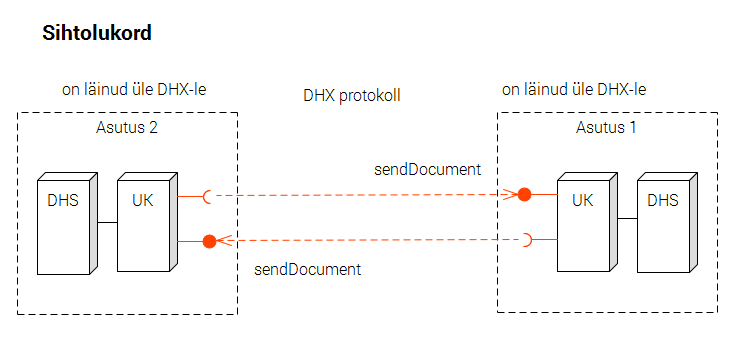 Sihtolukord
on läinud üle DHX-le
DHX protokoll
on läinud üle DHX-le
Asutus 2
Asutus 1
sendDocument
DHS
UK
UK
DHS
sendDocument